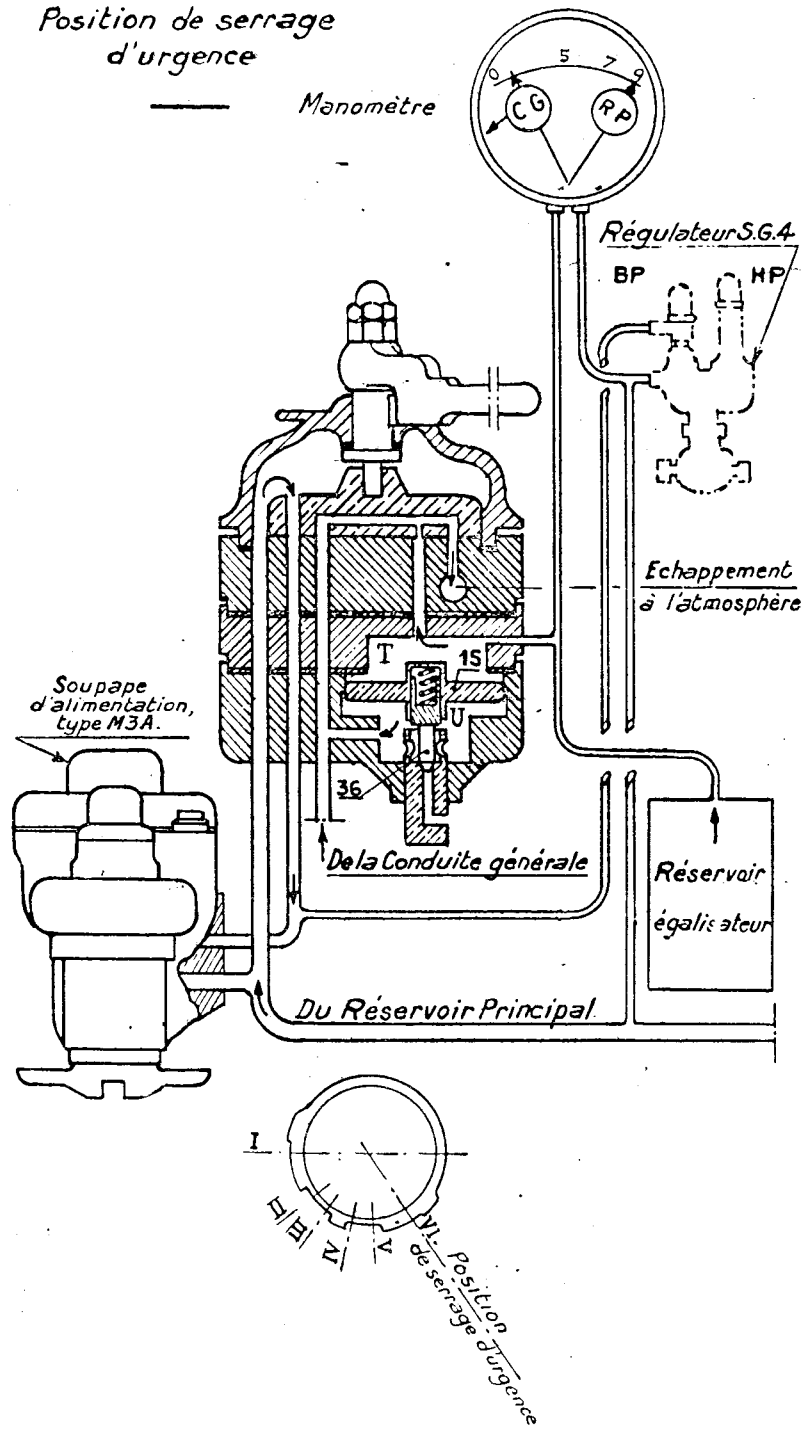 Position de serrage
d'urgence
Manomètre
0 5 7 9
CG
RP
Régulateur S.G.4
BP HP
Echappement
à l'atmosphère
T
15
U
Soupape
d'alimentation,
type M3A.
36
De la Conduite générale
Réservoir
égalisateur
Du Réservoir Principal.
I
II
III
IV
V
VI. Position
de serrage d'urgence